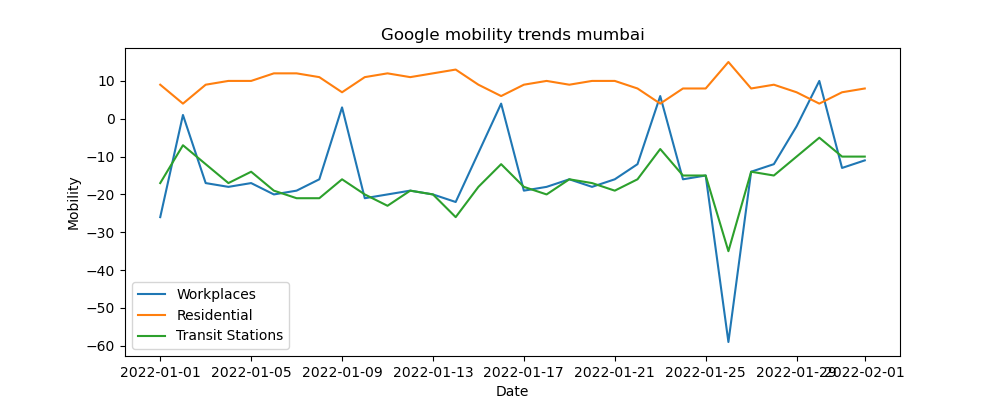 Google mobility trends mumbai
Mobility
10
0
−10
−20
−30
−40
−50
−60
Workplaces
Residential
Transit Stations
2022-01-01 2022-01-05 2022-01-09 2022-01-13 2022-01-17 2022-01-21 2022-01-25 2022-01-29 2022-02-01
Date